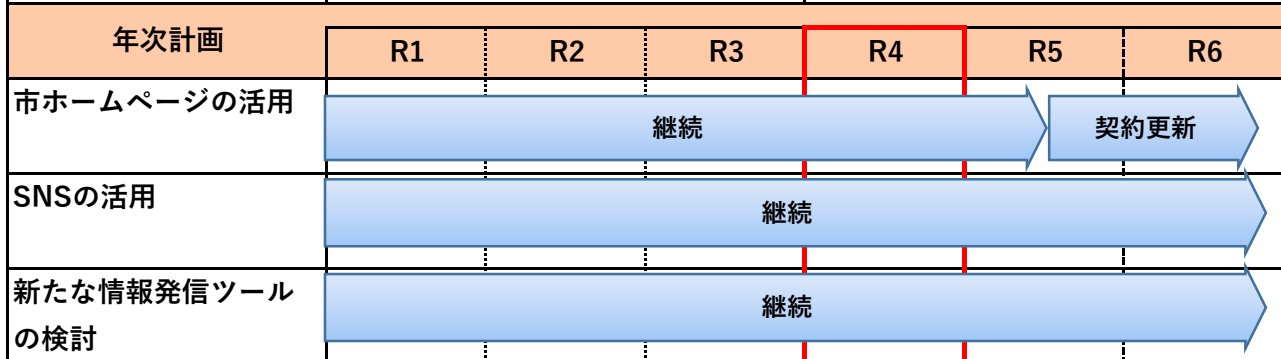 年次計画
R1 R2 R3 R4 R5 R6
市ホームページの活用
継続 契約更新
SNSの活用
継続
新たな情報発信ツール
の検討
継続